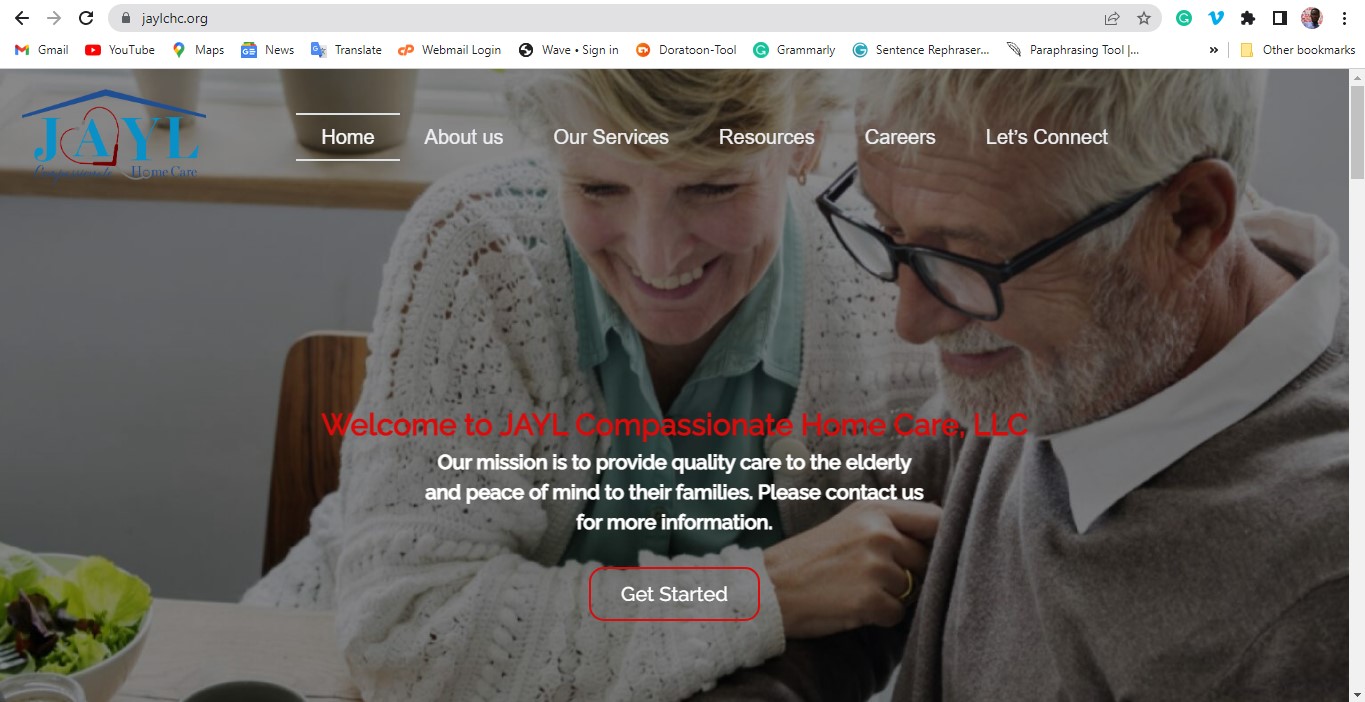 jaylchc.org
Gmail YouTube Maps News Translate Webmail Login Wave • Sign in Doratoon-Tool Grammarly Sentence Rephraser... Paraphrasing Tool |... » Other bookmarks
JAYL
Compassionate Home Care
Home About us Our Services Resources Careers Let’s Connect
Welcome to JAYL Compassionate Home Care, LLC
Our mission is to provide quality care to the elderly
and peace of mind to their families. Please contact us
for more information.
Get Started